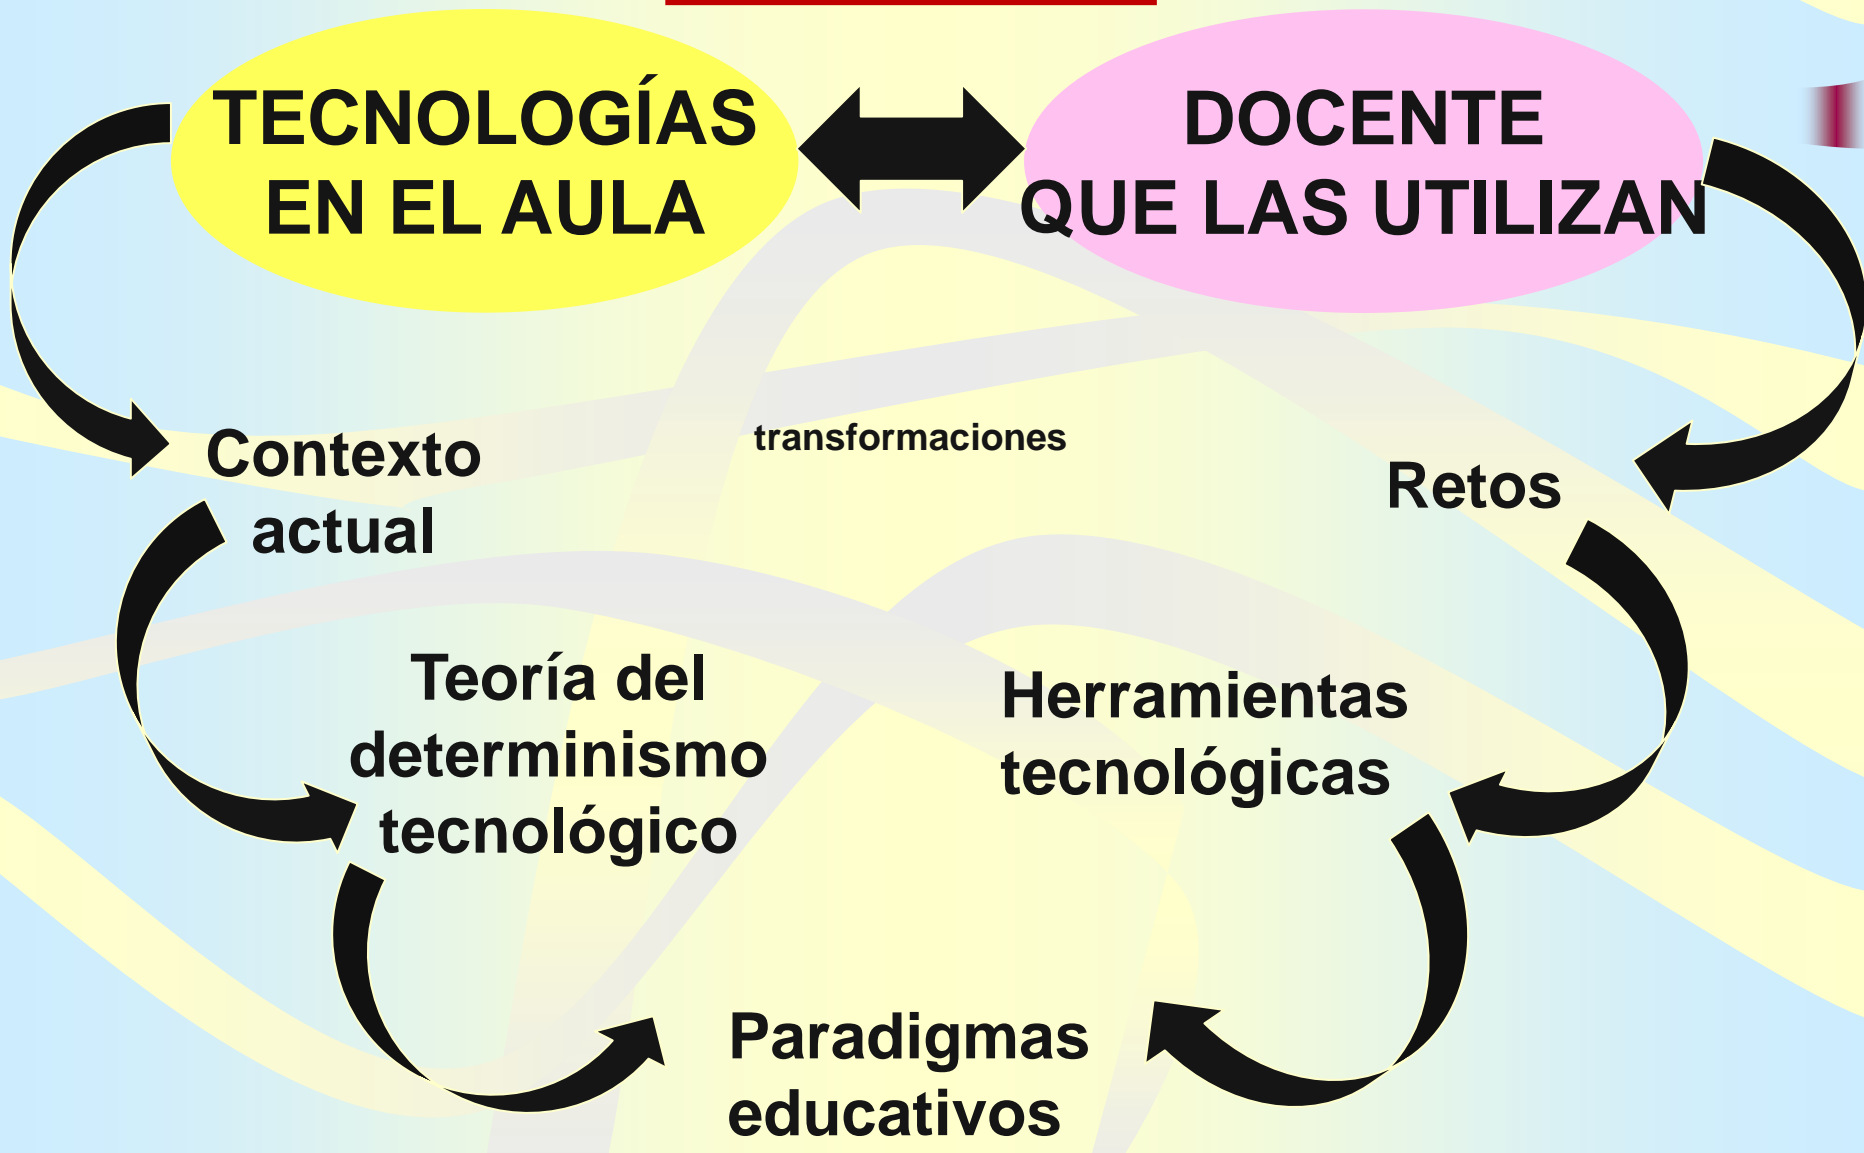 TECNOLOGÍAS
EN EL AULA
DOCENTE
QUE LAS UTILIZAN
Contexto
actual
transformaciones
Retos
Teoría del
determinismo
tecnológico
Herramientas
tecnológicas
Paradigmas
educativos